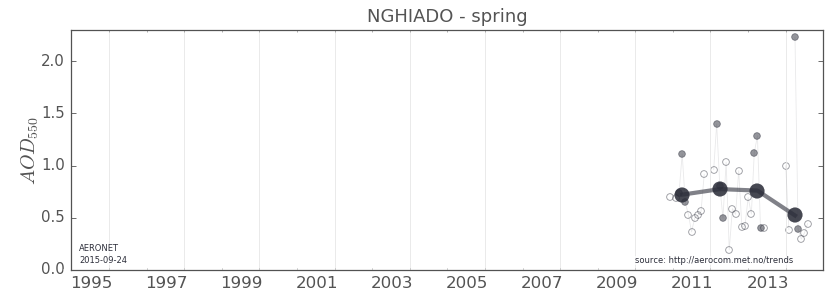 NGHIADO - spring
2.0
1.5
1.0
0.5
0.0
AOD550
AERONET
2015-09-24
source: http://aerocom.met.no/trends
1995 1997 1999 2001 2003 2005 2007 2009 2011 2013